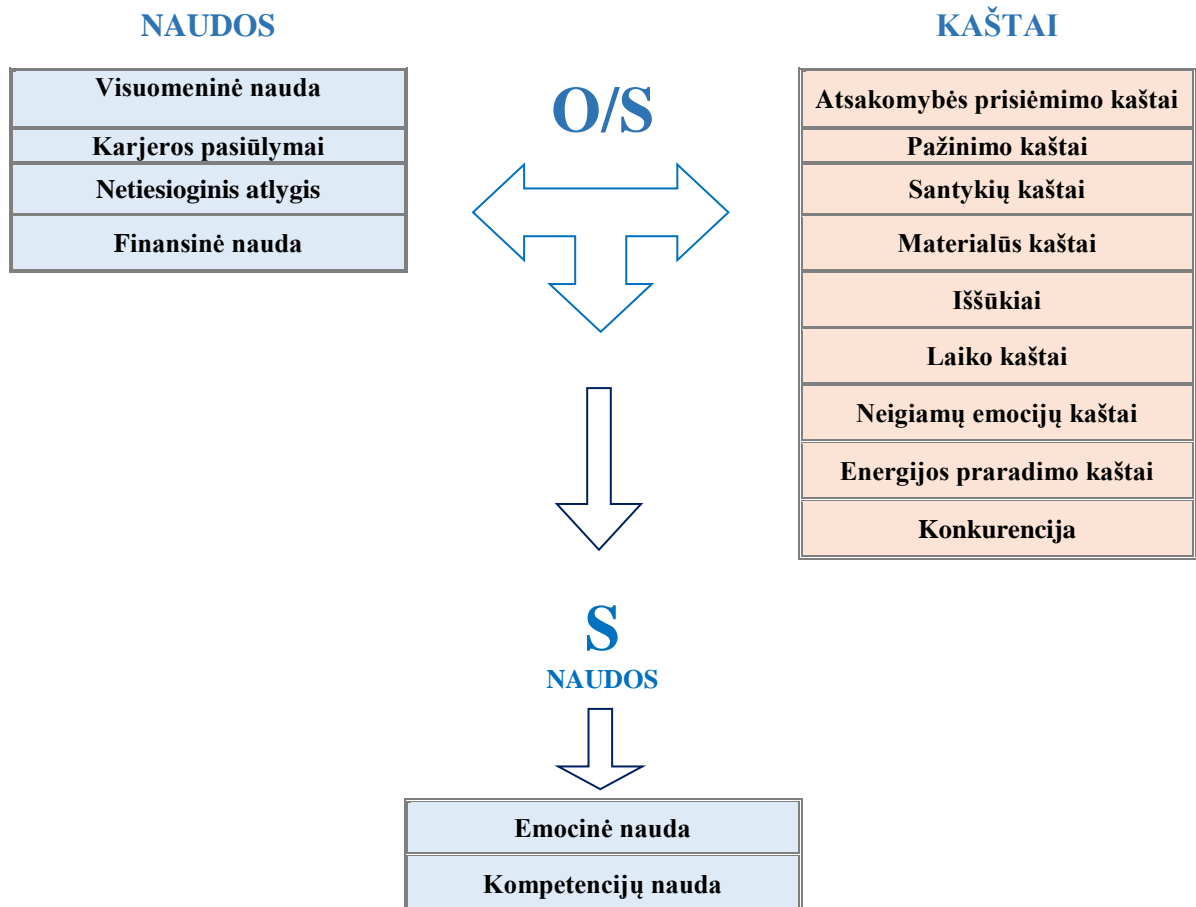 NAUDOS
Visuomeninė nauda
Karjeros pasiūlymai
Netiesioginis atlygis
Finansinė nauda
O/S
KAŠTAI
Atsakomybės prisiėmimo kaštai
Pažinimo kaštai
Santykių kaštai
Materialūs kaštai
Iššūkiai
Laiko kaštai
Neigiamų emocijų kaštai
Energijos praradimo kaštai
Konkurencija
S
NAUDOS
Emocinė nauda
Kompetencijų nauda